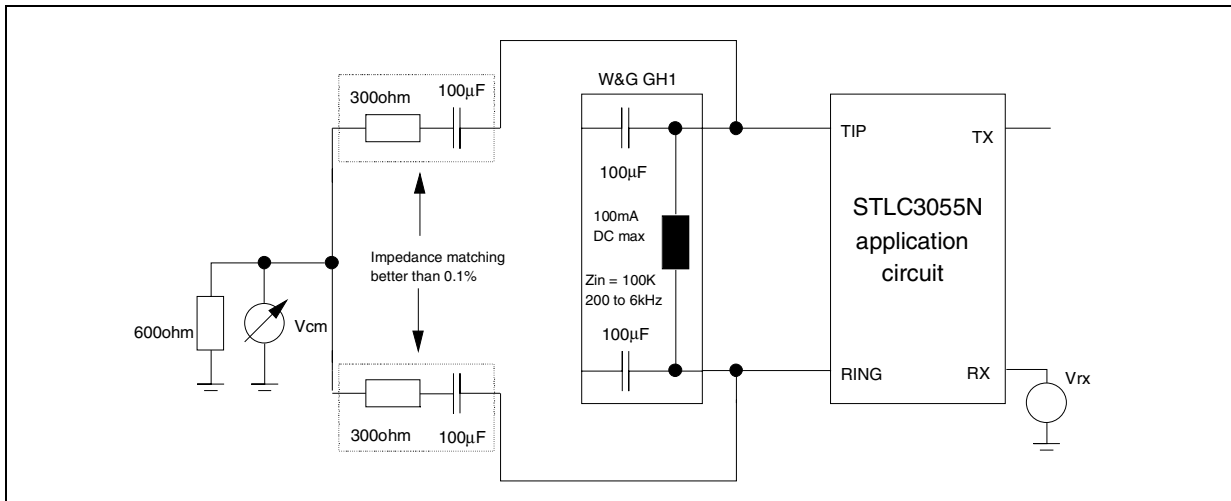 W&G GH1
300ohm
100μF
TIP
TX
100μF
STLC3055N
application
circuit
100mA
DC max
Impedance matching
better than 0.1%
Zin = 100K
200 to 6kHz
600ohm
Vcm
100μF
RING
RX
Vrx
300ohm
100μF